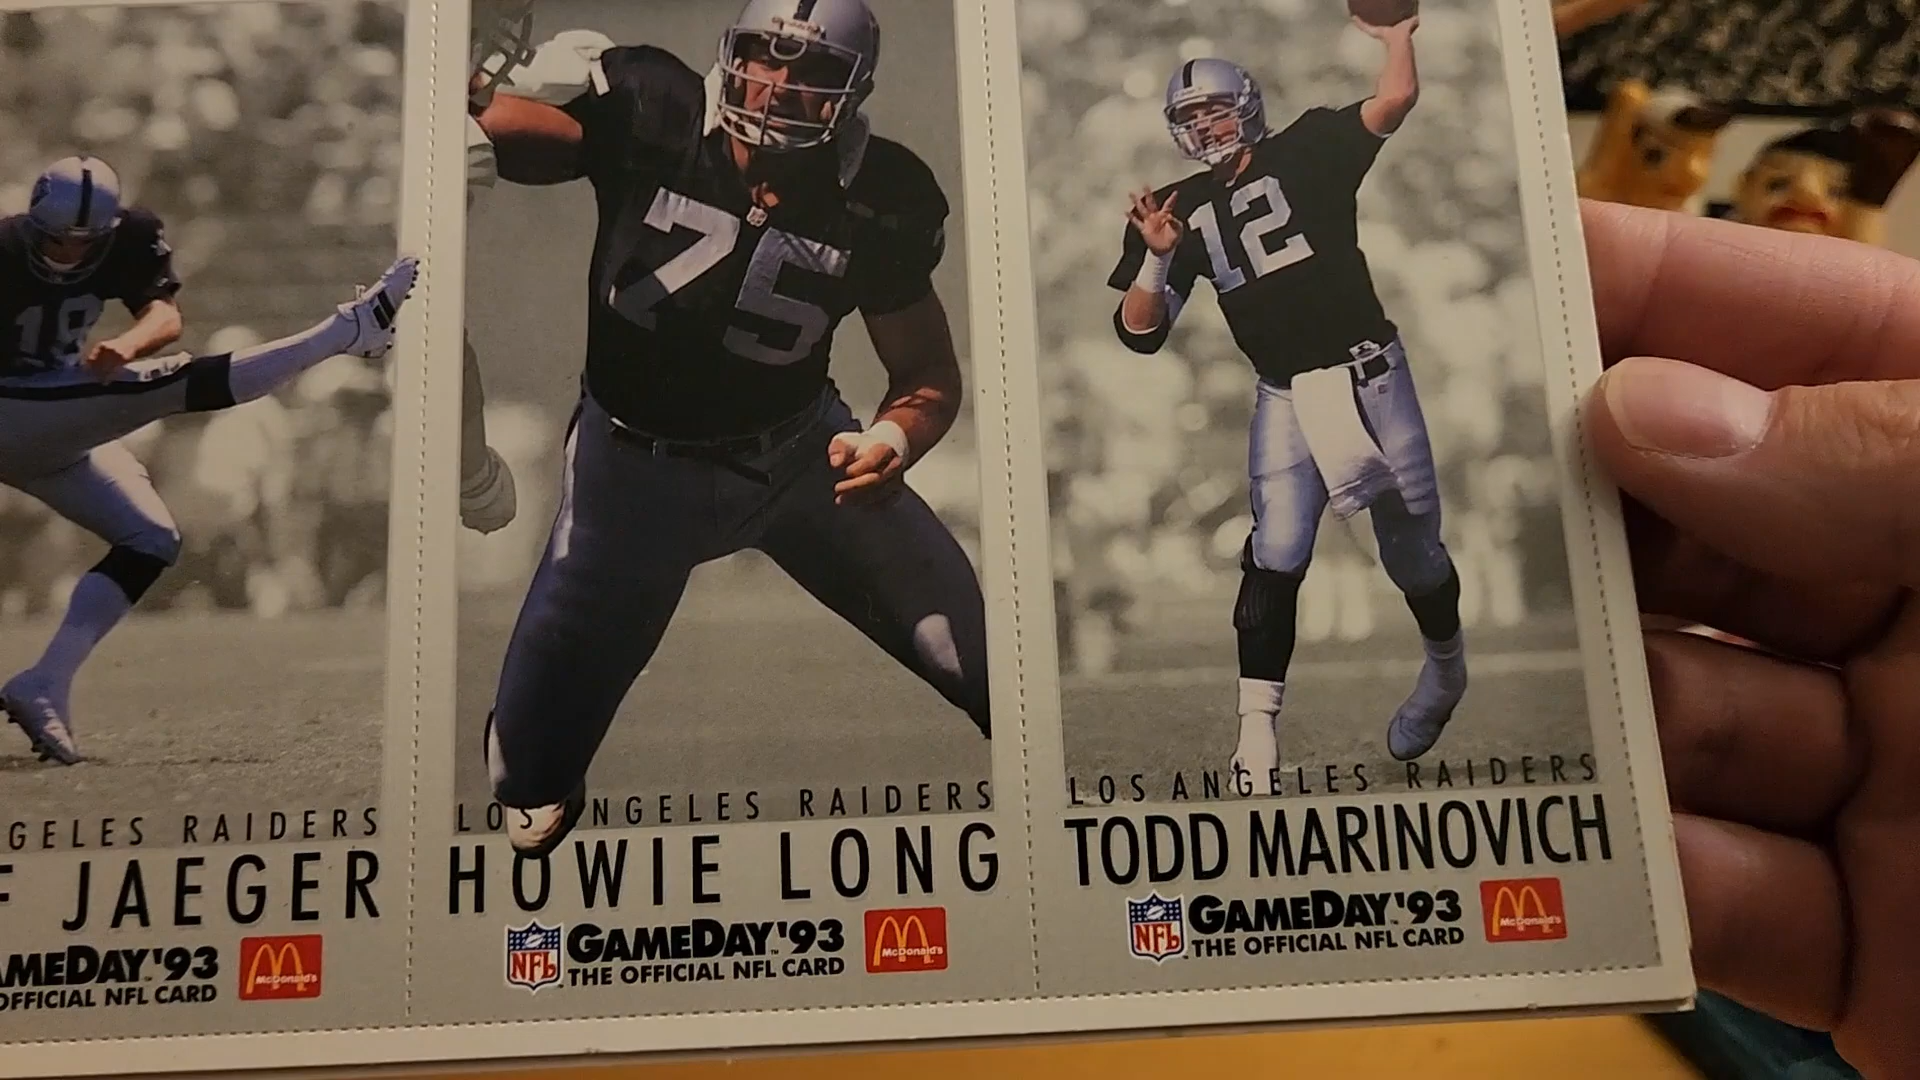 18
GELES RAIDERS
F JAEGER
AMEDAY.'93
OFFICIAL NFL CARD
McDonald's
75
LOS ANGELES RAIDERS
HOWIE LONG
NFL
GAMEDAY.'93
THE OFFICIAL NFL CARD
McDonald's
12
LOS ANGELES RAIDERS
TODD MARINOVICH
NFL
GAMEDAY.'93
THE OFFICIAL NFL CARD
McDonald's